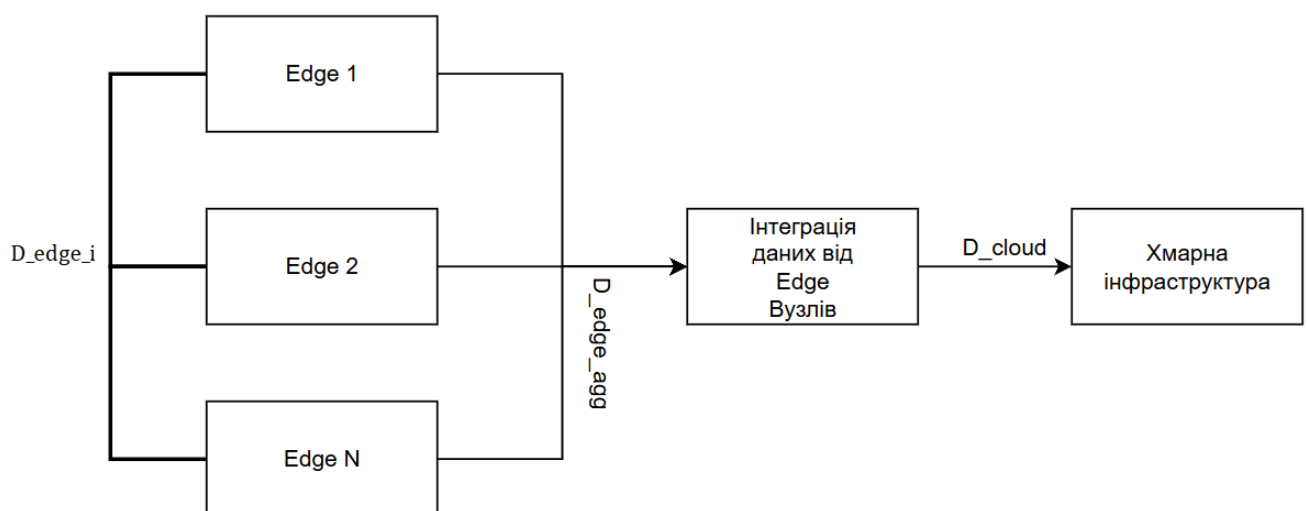 Edge 1
D_edge_i
Edge 2
Edge N
D_edge_agg
Інтеграція
даних від
Edge
Вузлів
D_cloud
Хмарна
інфраструктура